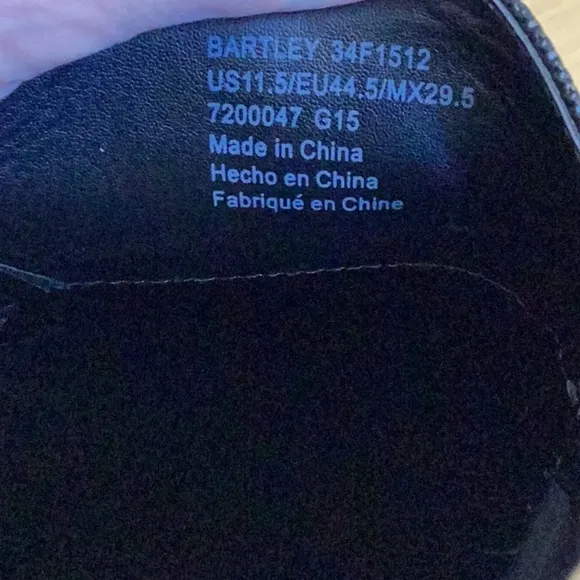 BARTLEY 34F1512
US11.5/EU44.5/MX29.5
7200047 G15
Made in China
Hecho en China
Fabriqué en Chine